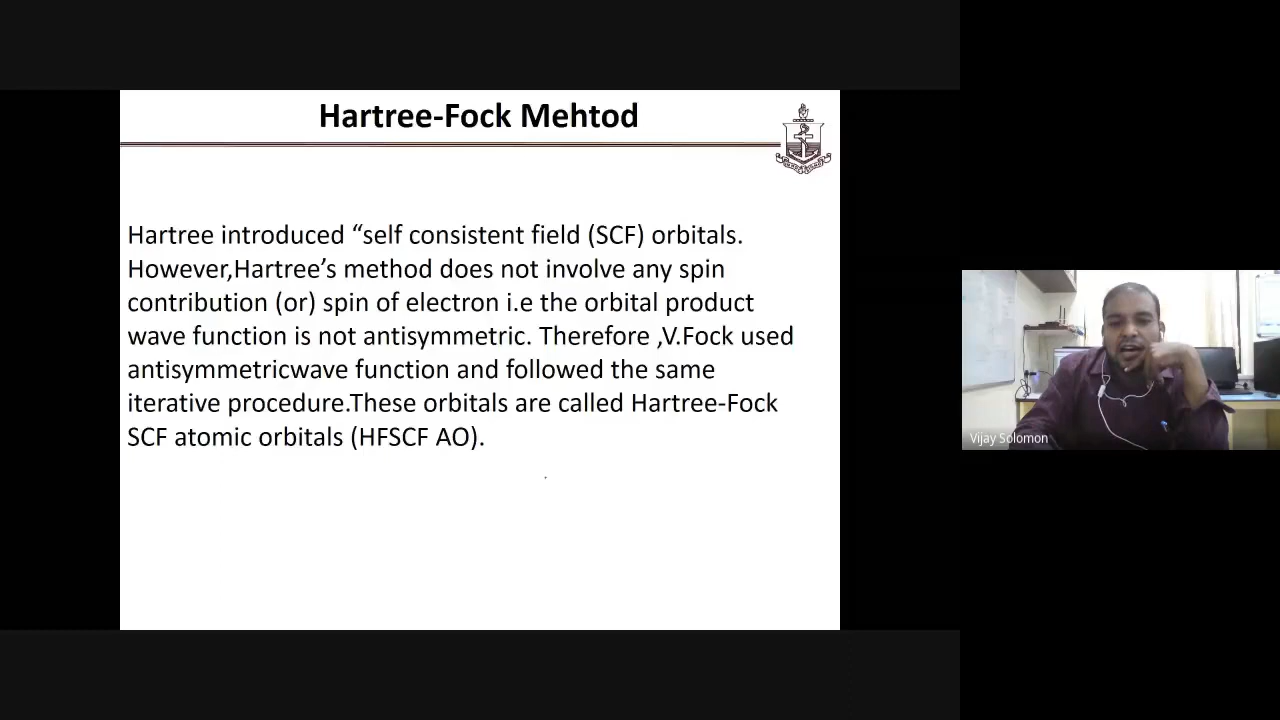 Hartree-Fock Mehtod
Hartree introduced “self consistent field (SCF) orbitals.
However,Hartree’s method does not involve any spin
contribution (or) spin of electron i.e the orbital product
wave function is not antisymmetric. Therefore ,V.Fock used
antisymmetricwave function and followed the same
iterative procedure.These orbitals are called Hartree-Fock
SCF atomic orbitals (HFSCF AO).
Vijay Solomon